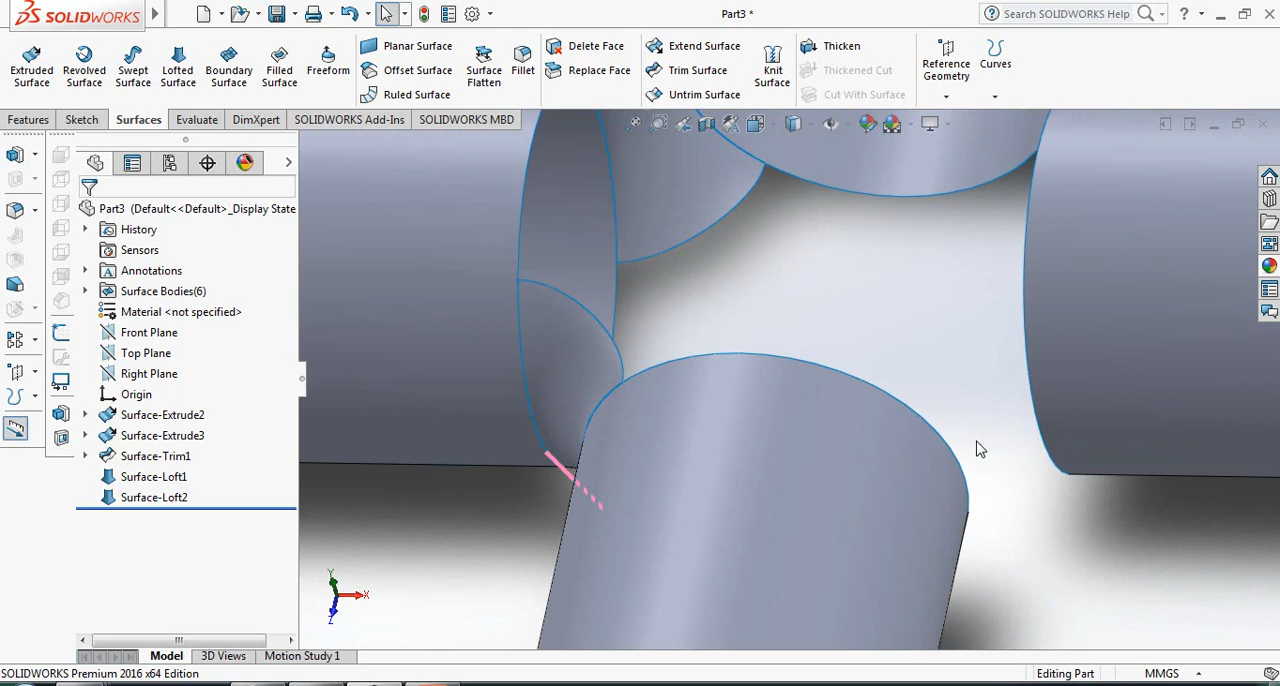 SOLIDWORKS
Part3 *
Search SOLIDWORKS Help
?
Extruded Surface
Revolved Surface
Swept Surface
Lofted Surface
Boundary Surface
Filled Surface
Freeform
Planar Surface
Offset Surface
Ruled Surface
Surface Flatten
Fillet
Delete Face
Replace Face
Extend Surface
Trim Surface
Untrim Surface
Knit Surface
Thicken
Thickened Cut
Cut With Surface
Reference Geometry
Curves
Features
Sketch
Surfaces
Evaluate
DimXpert
SOLIDWORKS Add-Ins
SOLIDWORKS MBD
Part3 (Default<<Default>_Display State
History
Sensors
Annotations
Surface Bodies(6)
Material <not specified>
Front Plane
Top Plane
Right Plane
Origin
Surface-Extrude2
Surface-Extrude3
Surface-Trim1
Surface-Loft1
Surface-Loft2
Y
X
Z
Model
3D Views
Motion Study 1
SOLIDWORKS Premium 2016 x64 Edition
Editing Part
MMGS